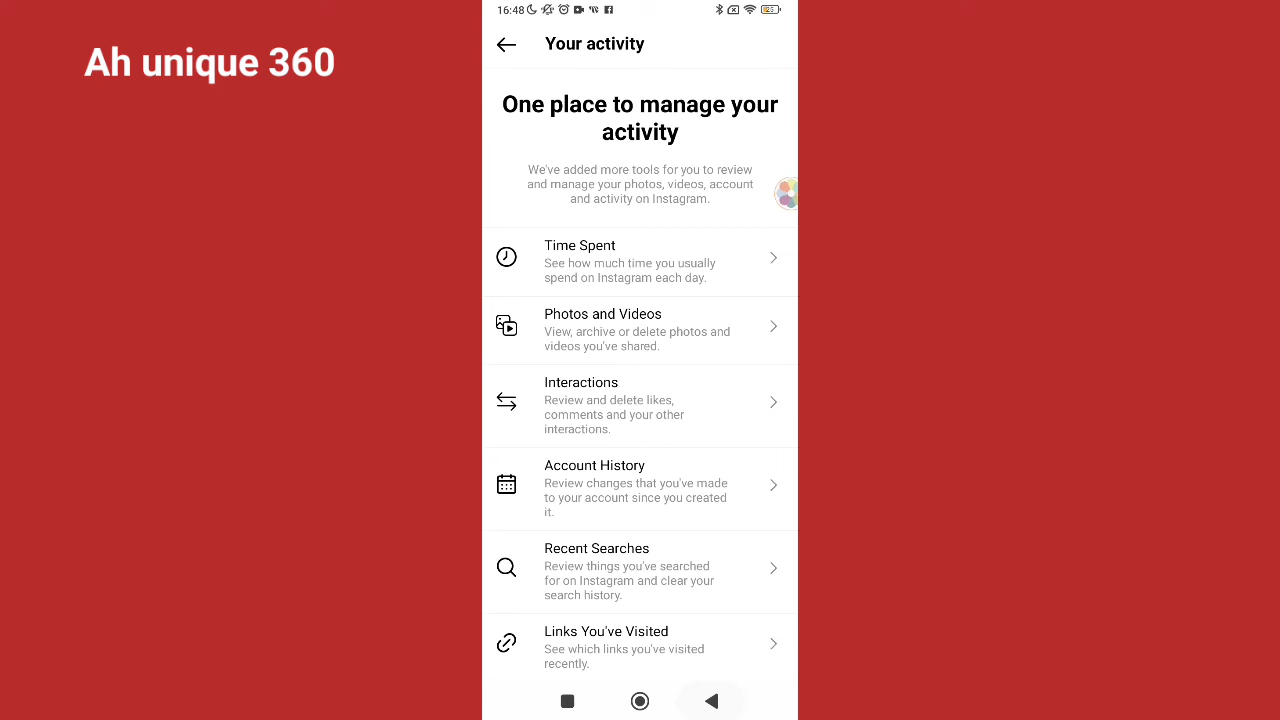 Ah unique 360
16:48
25
Your activity
One place to manage your
activity
We've added more tools for you to review
and manage your photos, videos, account
and activity on Instagram.
Time Spent
See how much time you usually
spend on Instagram each day.
Photos and Videos
View, archive or delete photos and
videos you've shared.
Interactions
Review and delete likes,
comments and your other
interactions.
Account History
Review changes that you've made
to your account since you created
it.
Recent Searches
Review things you've searched
for on Instagram and clear your
search history.
Links You've Visited
See which links you've visited
recently.